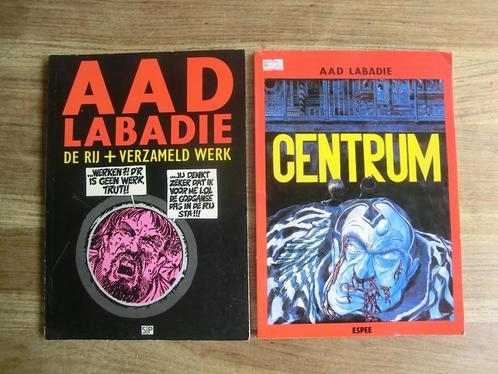 AAD
LABADIE
DE RIJ + VERZAMELD WERK
...WERKEN?! D'R
IS GEEN WERK,
TRUT!!
...JIJ DENKT
ZEKER DAT IK
VOOR ME LOL
DE GODGANSE
DAG IN DE RIJ
STA!!!
S|P
AAD LABADIE
CENTRUM
ESPEE